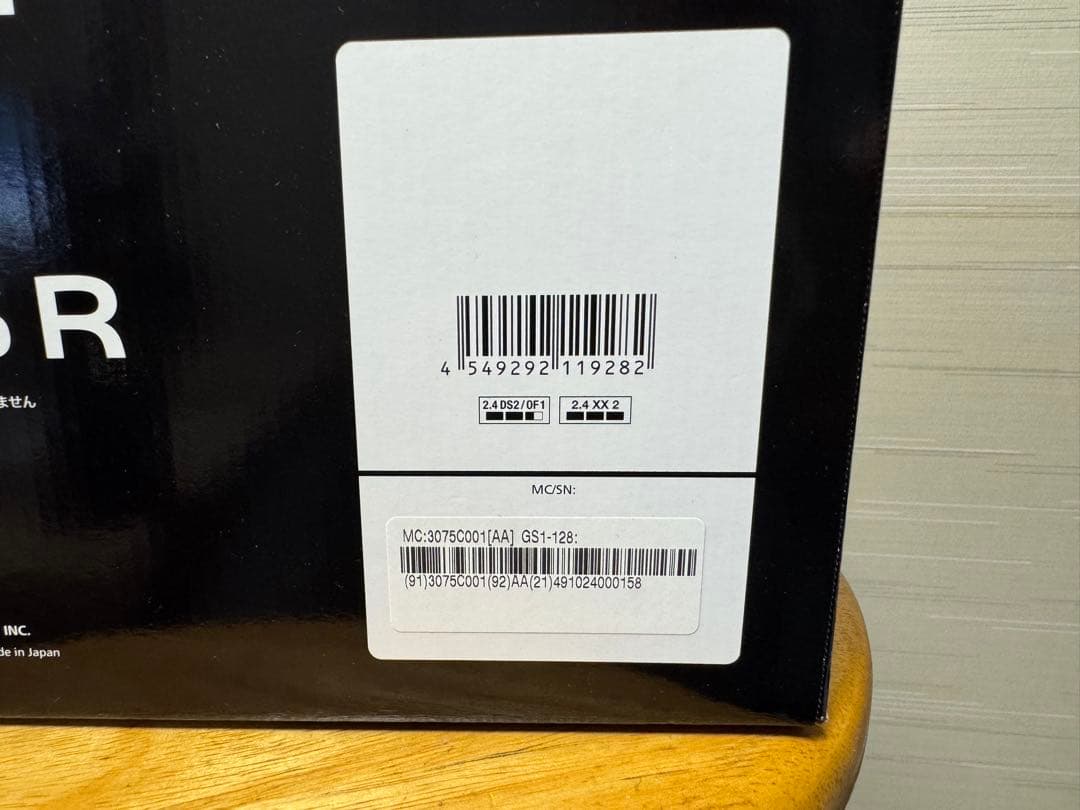 R
ません
4 549292 119282
2.4 DS2/OF1 2.4 XX 2
MC/SN:
MC:3075C001[AA] GS1-128:
(91)3075C001(92)AA(21)491024000158
INC.
de in Japan